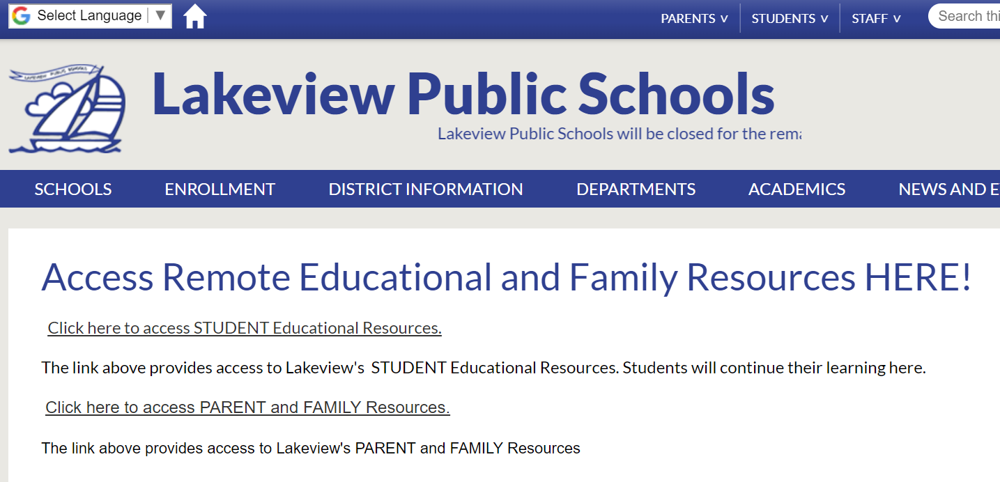 Select Language ▼
PARENTS v STUDENTS v STAFF v Search thi
LAKEVIEW PUBLIC SCHOOLS
Lakeview Public Schools
Lakeview Public Schools will be closed for the rema
SCHOOLS ENROLLMENT DISTRICT INFORMATION DEPARTMENTS ACADEMICS NEWS AND E
Access Remote Educational and Family Resources HERE!
Click here to access STUDENT Educational Resources.
The link above provides access to Lakeview's  STUDENT Educational Resources. Students will continue their learning here.
Click here to access PARENT and FAMILY Resources.
The link above provides access to Lakeview's PARENT and FAMILY Resources